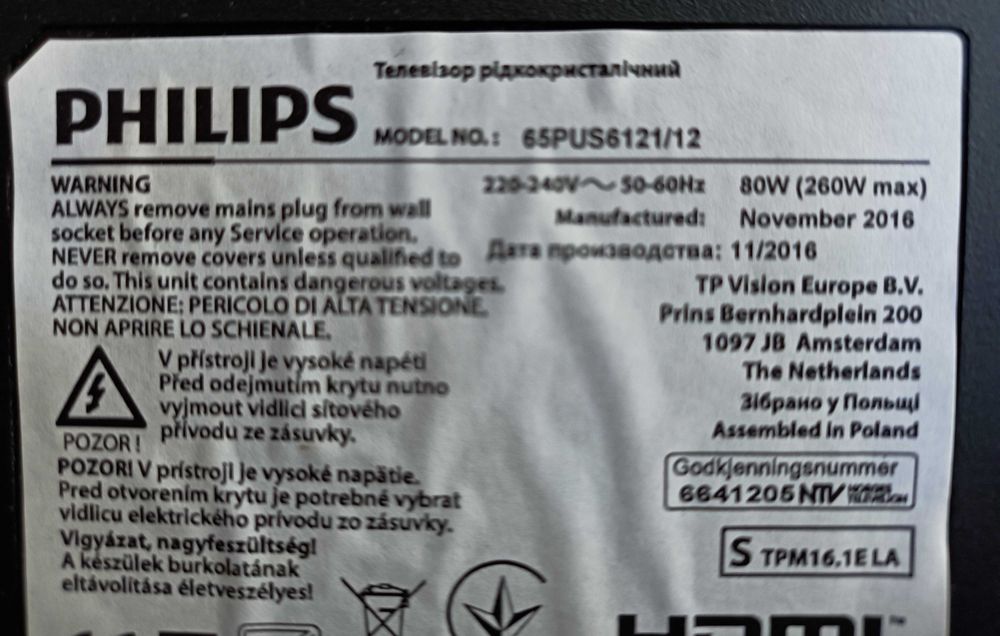 Телевізор рідкокристалічний
PHILIPS
MODEL NO.: 65PUS6121/12
WARNING
ALWAYS remove mains plug from wall
socket before any Service operation.
NEVER remove covers unless qualified to
do so. This unit contains dangerous voltages.
ATTENZIONE: PERICOLO DI ALTA TENSIONE.
NON APRIRE LO SCHIENALE.
220-240V~ 50-60Hz 80W (260W max)
Manufactured: November 2016
Дата производства: 11/2016
TP Vision Europe B.V.
Prins Bernhardplein 200
1097 JB Amsterdam
The Netherlands
Зібрано у Польщі
Assembled in Poland
V přístroji je vysoké napětí
Před odejmutím krytu nutno
vyjmout vidlici síťového
přívodu ze zásuvky.
POZOR!
POZOR! V prístroji je vysoké napätie.
Pred otvorením krytu je potrebné vybrat
vidlicu elektrického prívodu zo zásuvky.
Vigyázat, nagyfeszültség!
A készülek burkolatának
eltávolítása életveszélyes!
Godkjenningsnummer
6641205 NTV
S TPM16.1E LA
HDMI™